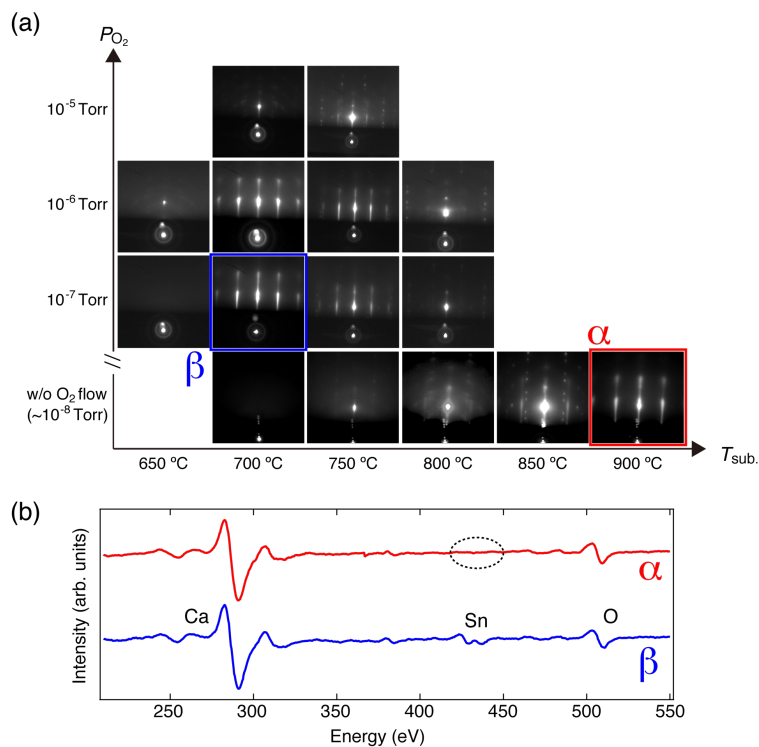 (a)
P O₂
10⁻⁵ Torr
10⁻⁶ Torr
10⁻⁷ Torr
α
β
w/o O₂ flow
(~10⁻⁸ Torr)
650 ºC 700 ºC 750 ºC 800 ºC 850 ºC 900 ºC T sub.
(b)
Intensity (arb. units)
α
Ca Sn O
β
250 300 350 400 450 500 550
Energy (eV)